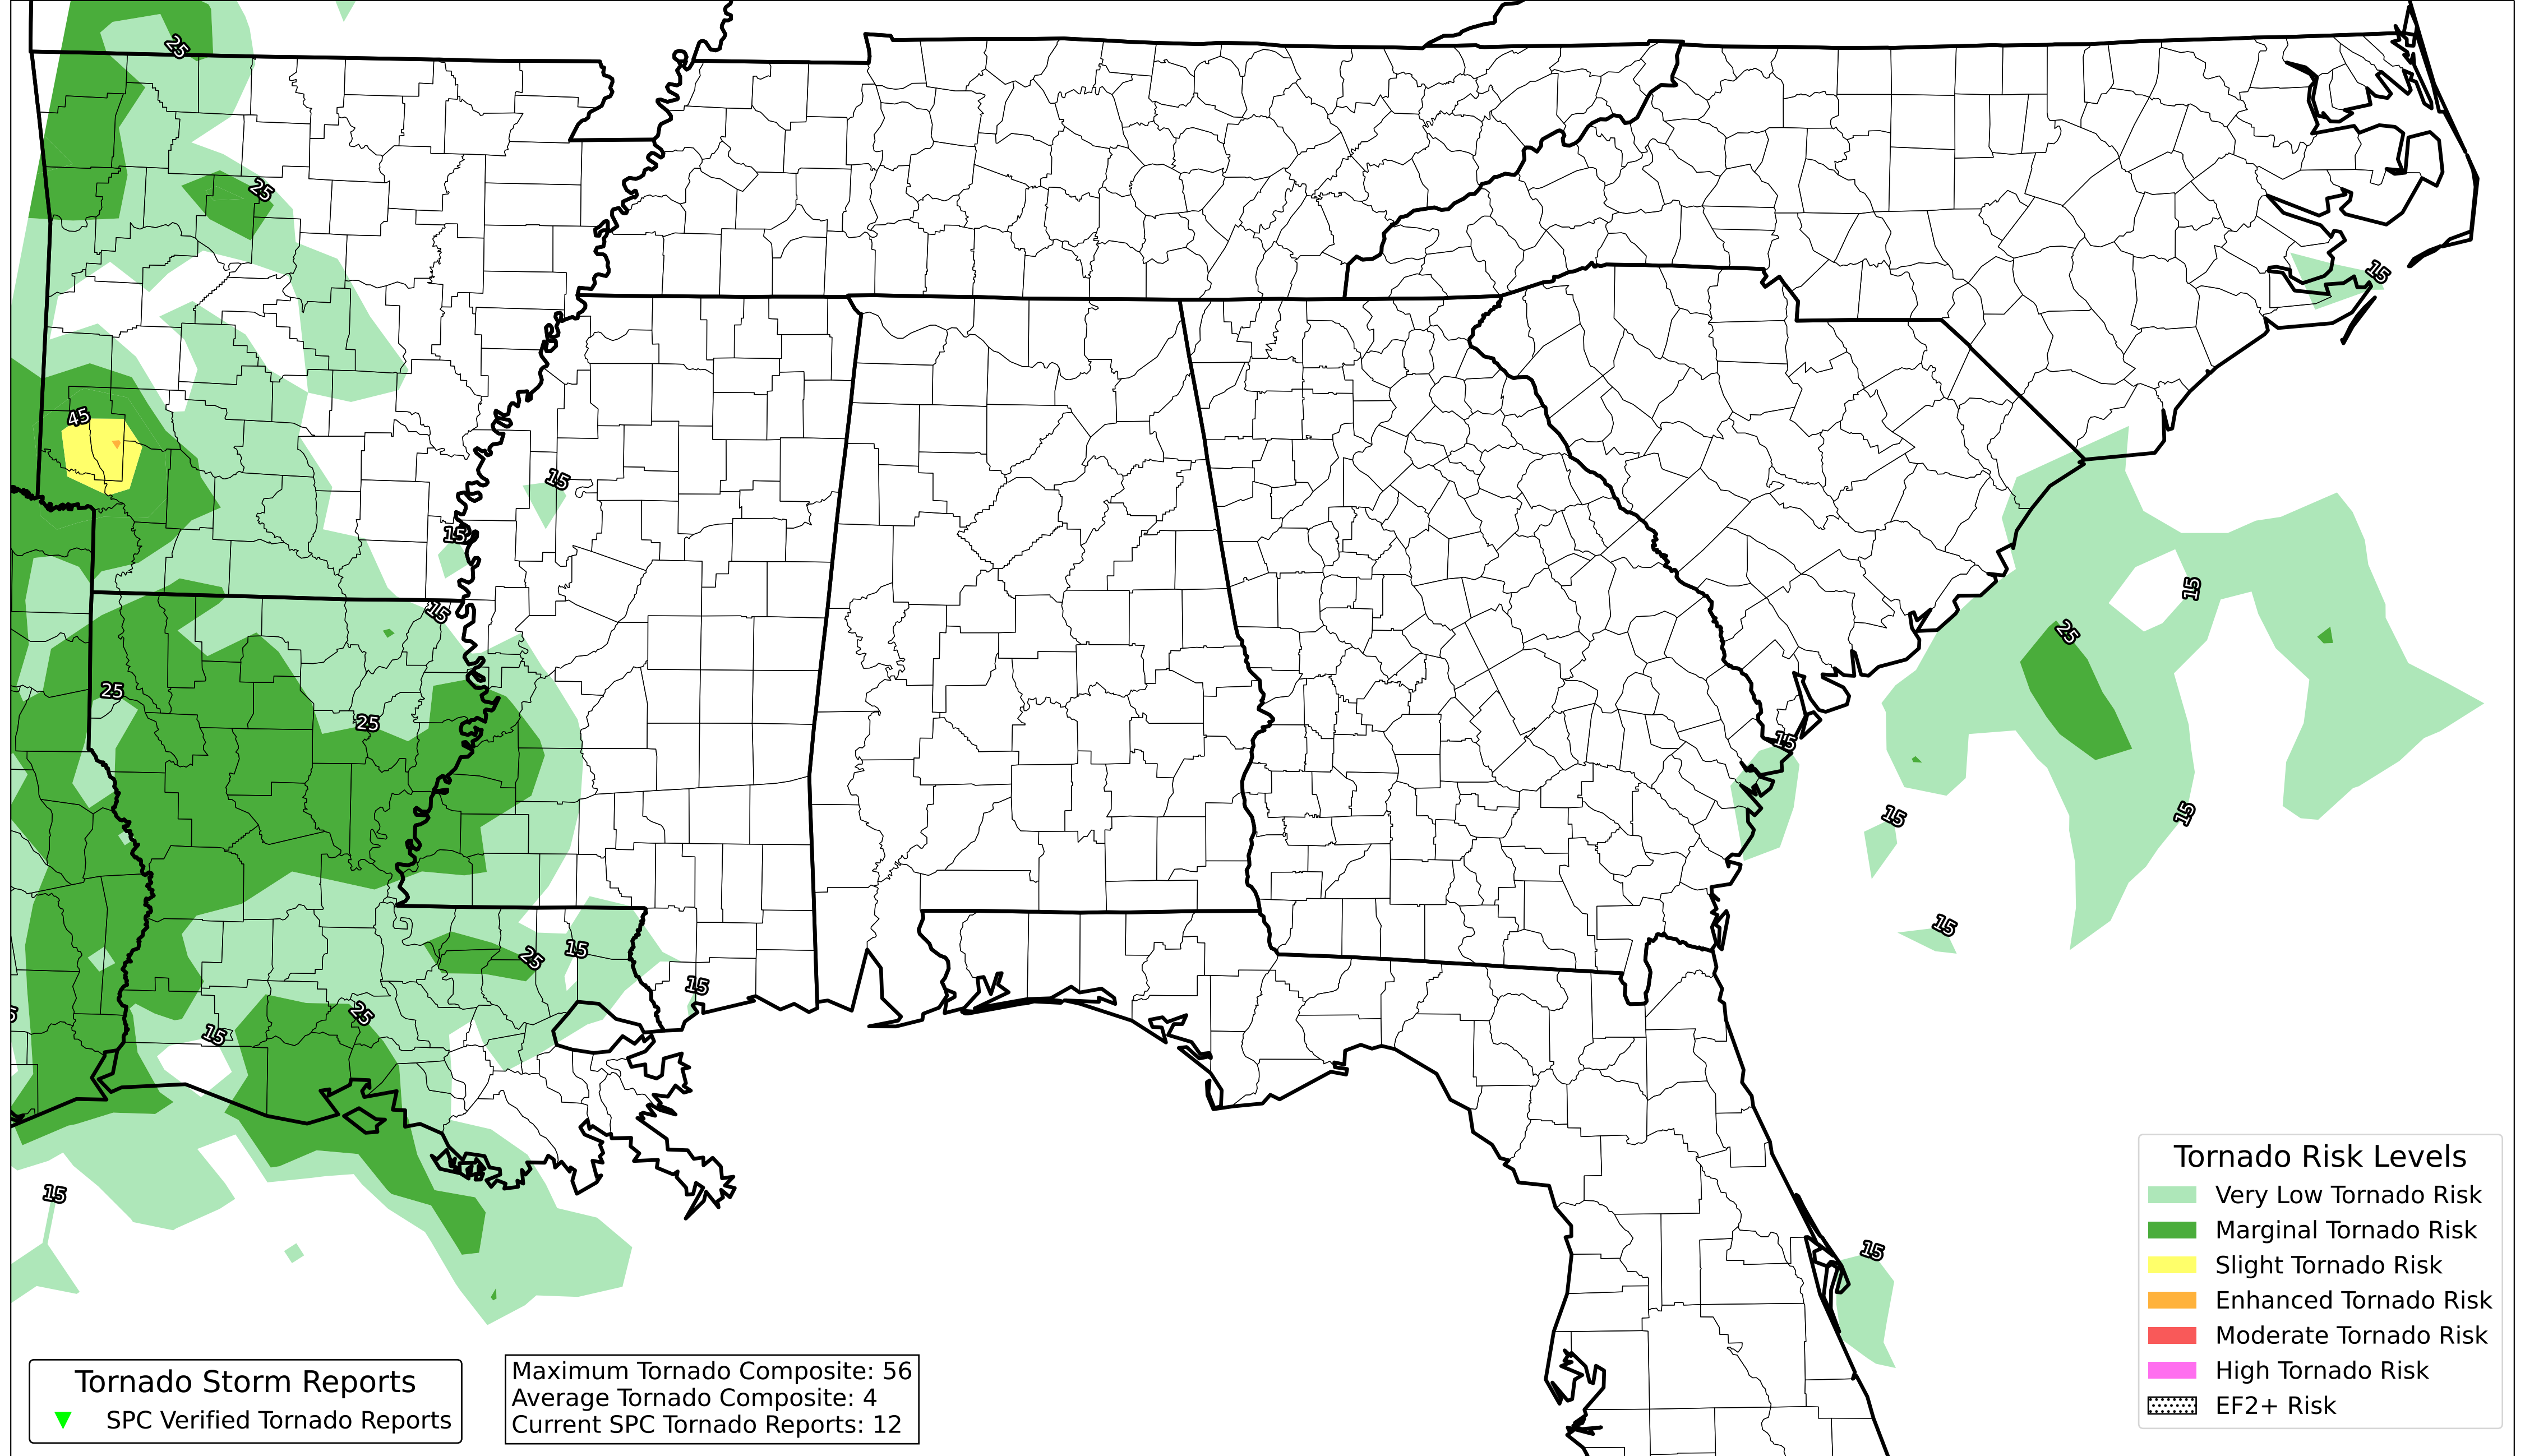 25
25
15
45
15
15
15
15
25
25
25
15
15
15
25
15
15
25
15
15
25
15
15
15
Tornado Risk Levels
Very Low Tornado Risk
Marginal Tornado Risk
Slight Tornado Risk
Enhanced Tornado Risk
Moderate Tornado Risk
High Tornado Risk
EF2+ Risk
Tornado Storm Reports
SPC Verified Tornado Reports
Maximum Tornado Composite: 56
Average Tornado Composite: 4
Current SPC Tornado Reports: 12